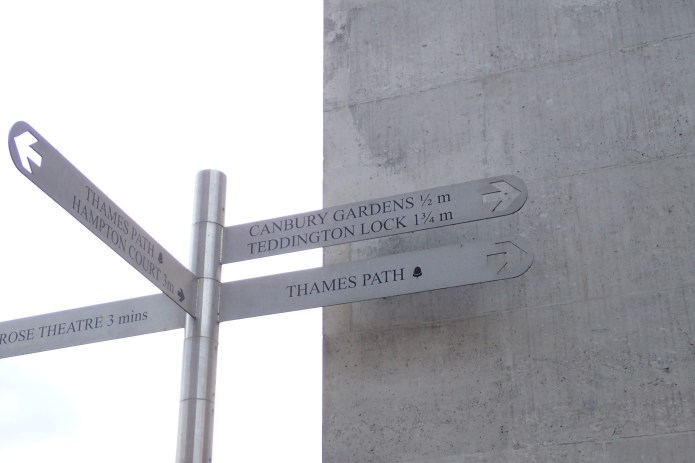 THAMES PATH
HAMPTON COURT 3m
CANBURY GARDENS ½ m
TEDDINGTON LOCK 1¾ m
THAMES PATH
ROSE THEATRE 3 mins